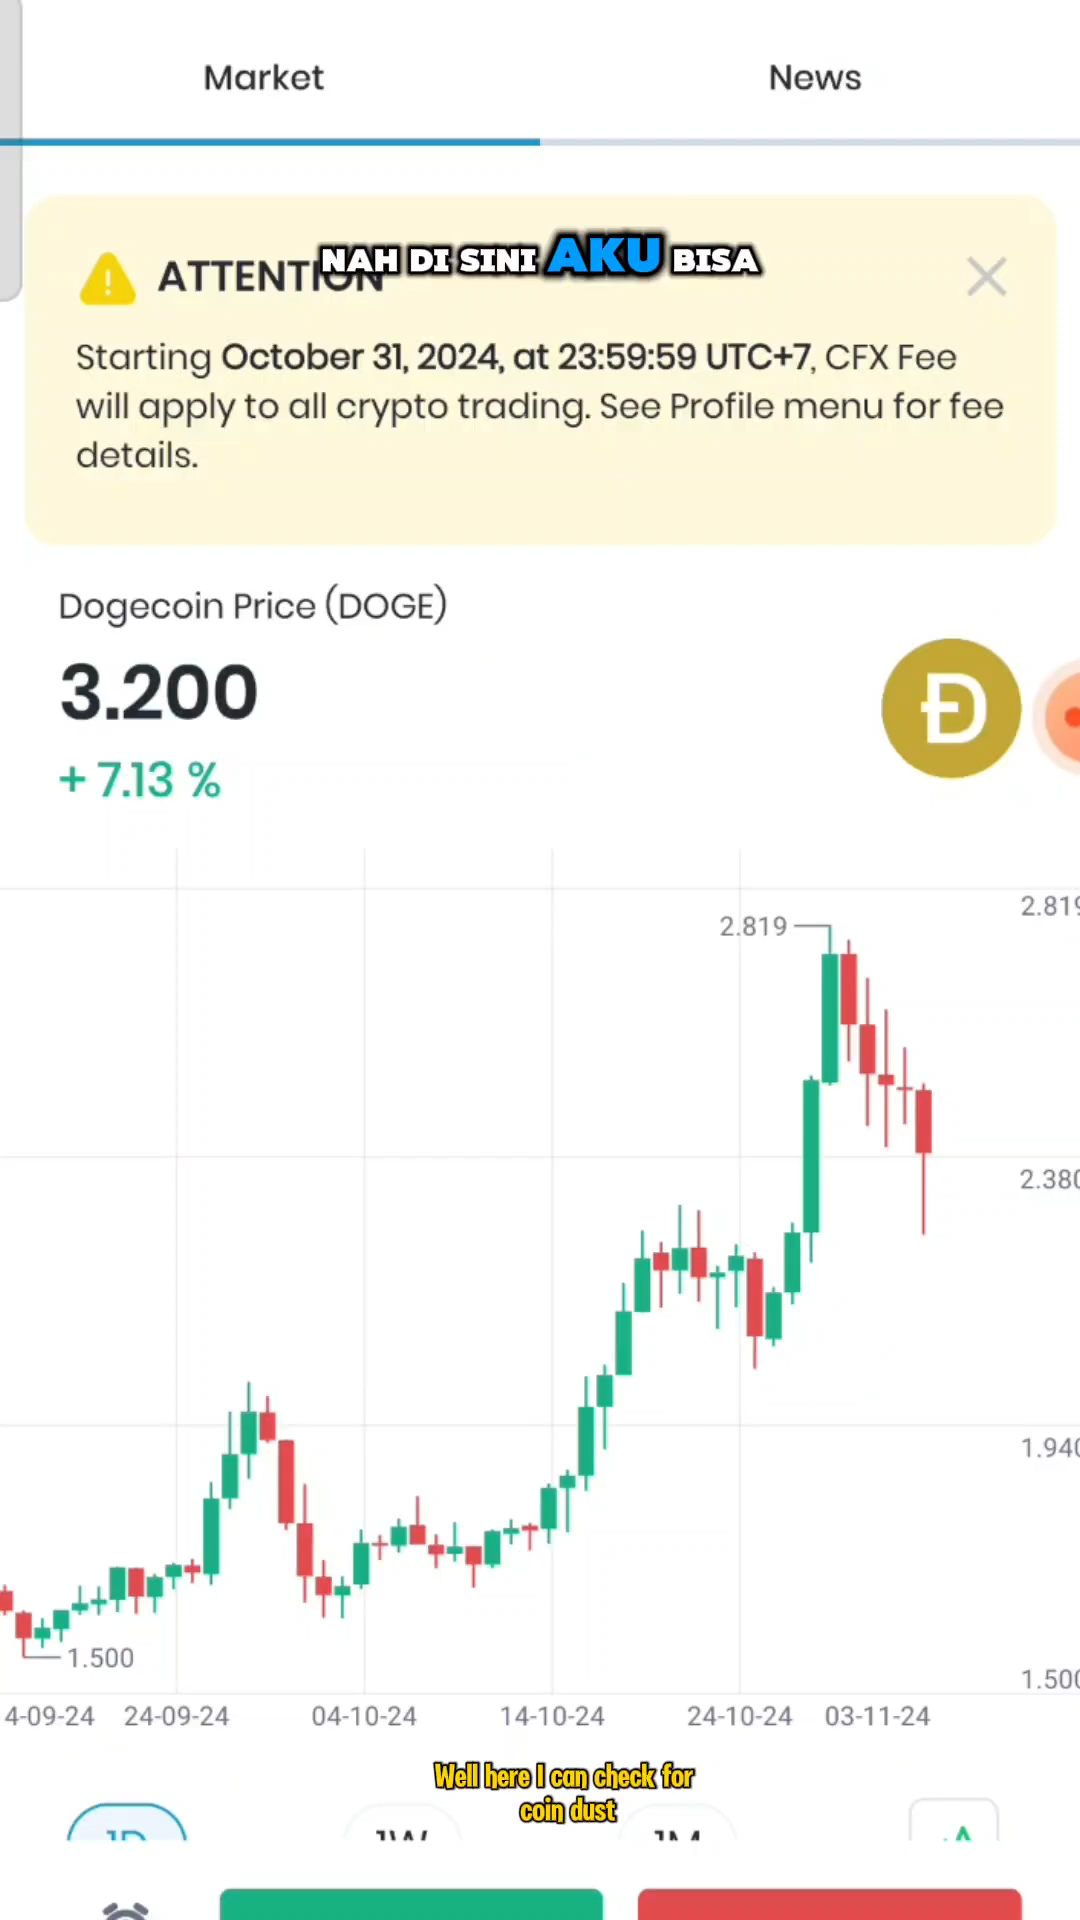 Market
News
NAH DI SINI AKU BISA
ATTENTION
Starting October 31, 2024, at 23:59:59 UTC+7, CFX Fee
will apply to all crypto trading. See Profile menu for fee
details.
Dogecoin Price (DOGE)
3.200
+ 7.13 %
2.819
2.819
2.380
1.940
1.500
1.500
4-09-24
24-09-24
04-10-24
14-10-24
24-10-24
03-11-24
Well here I can check for
coin dust
1D
1W
1M